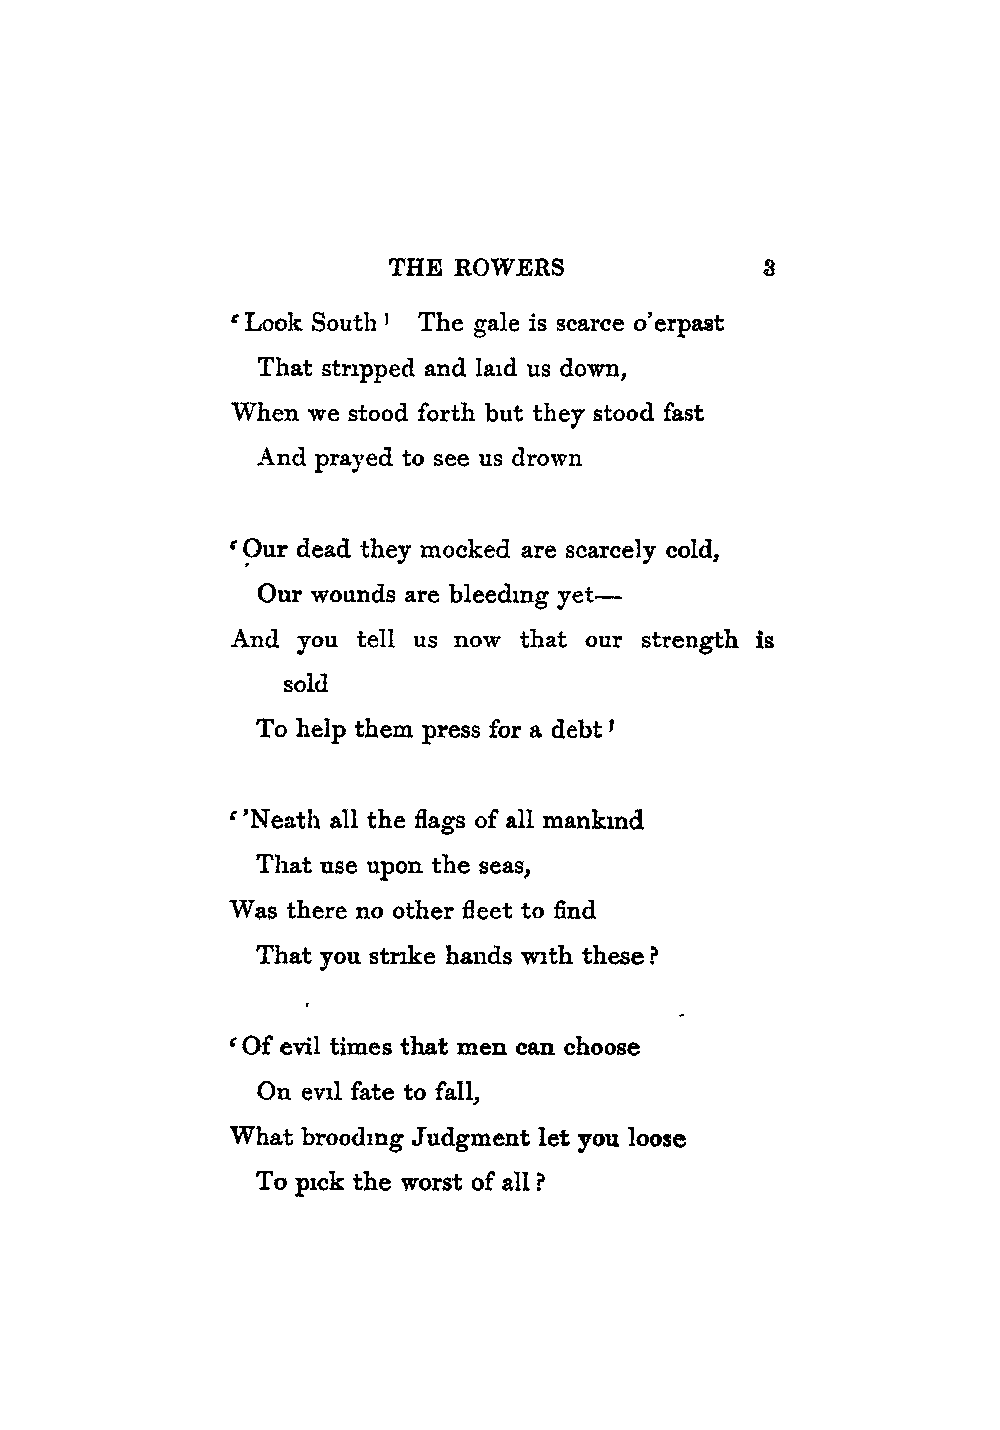 THE ROWERS 3
‘Look South! The gale is scarce o’erpast
That stripped and laid us down,
When we stood forth but they stood fast
And prayed to see us drown
‘Our dead they mocked are scarcely cold,
Our wounds are bleeding yet—
And you tell us now that our strength is
sold
To help them press for a debt!
‘’Neath all the flags of all mankind
That use upon the seas,
Was there no other fleet to find
That you strike hands with these?
‘Of evil times that men can choose
On evil fate to fall,
What brooding Judgment let you loose
To pick the worst of all?